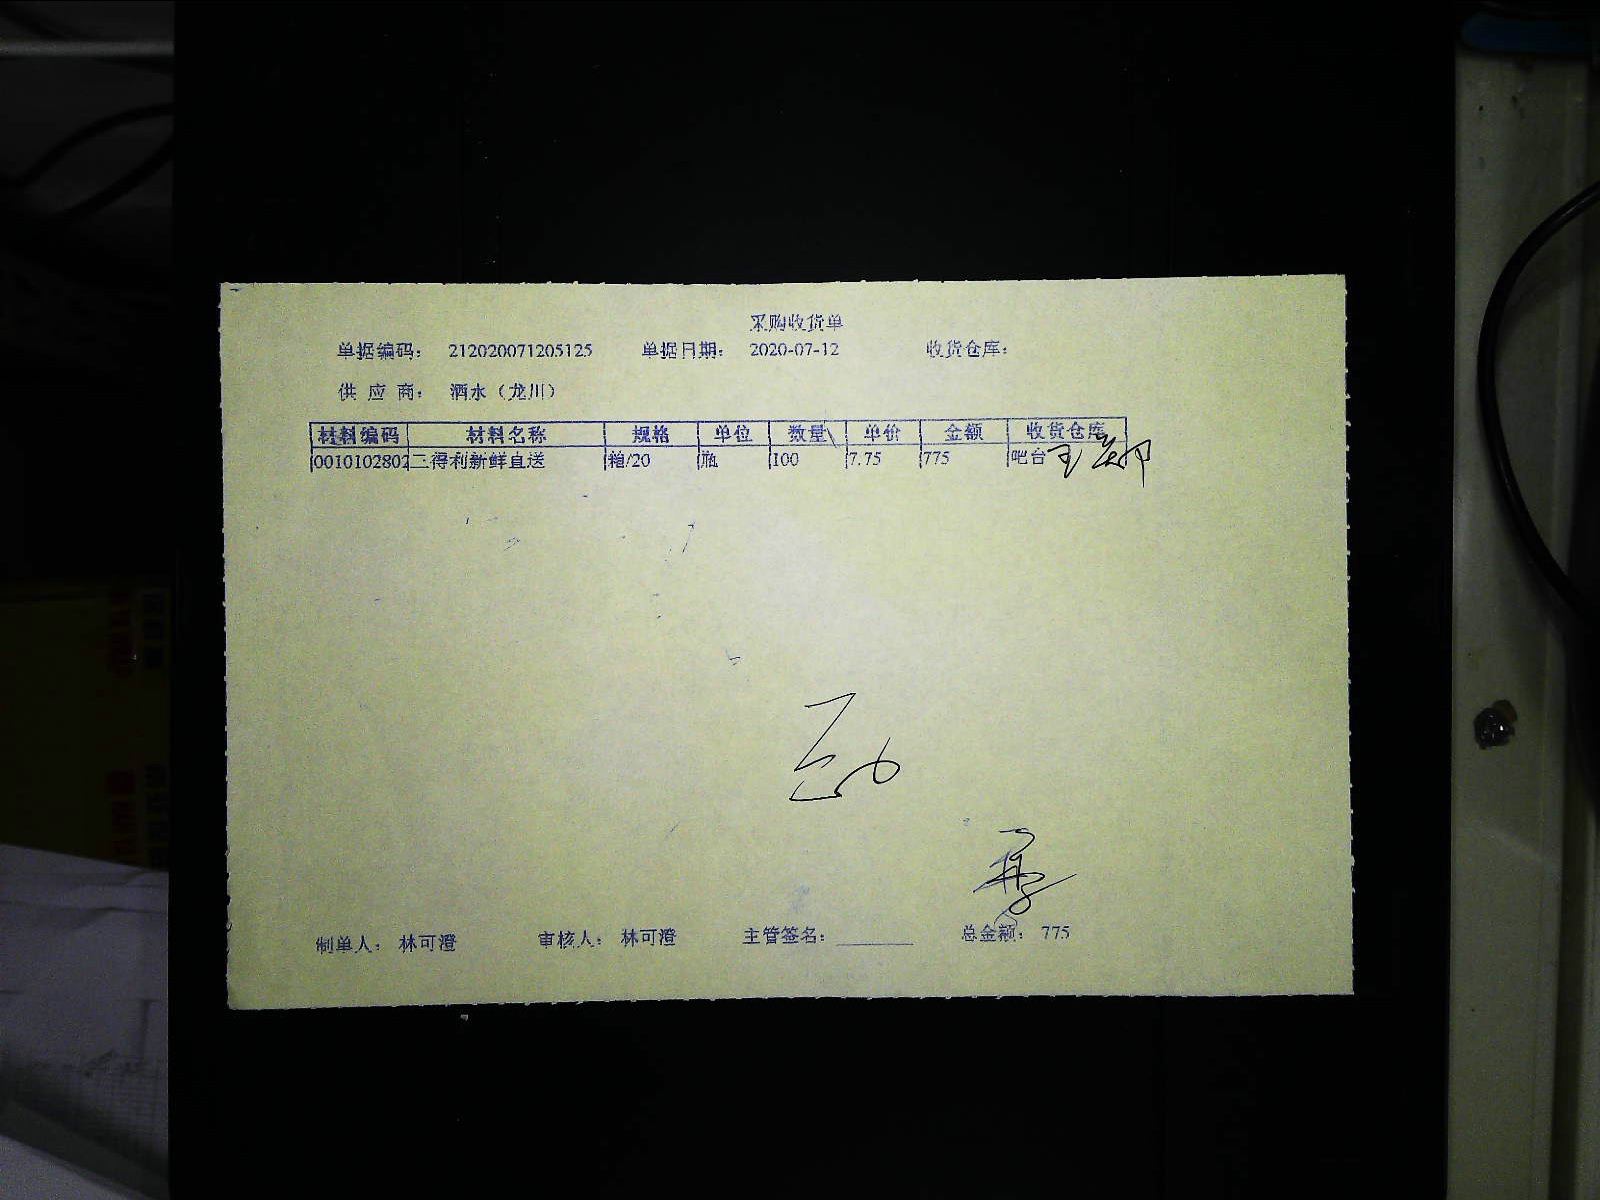 采购收货单
单据编码： 212020071205125 单据日期： 2020-07-12 收货仓库：
供 应 商： 酒水（龙川）
材料编码 材料名称 规格 单位 数量 单价 金额 收货仓库
0010102802 三得利新鲜直送 箱/20 瓶 100 7.75 775 吧台
制单人： 林可澄 审核人： 林可澄 主管签名： 总金额： 775